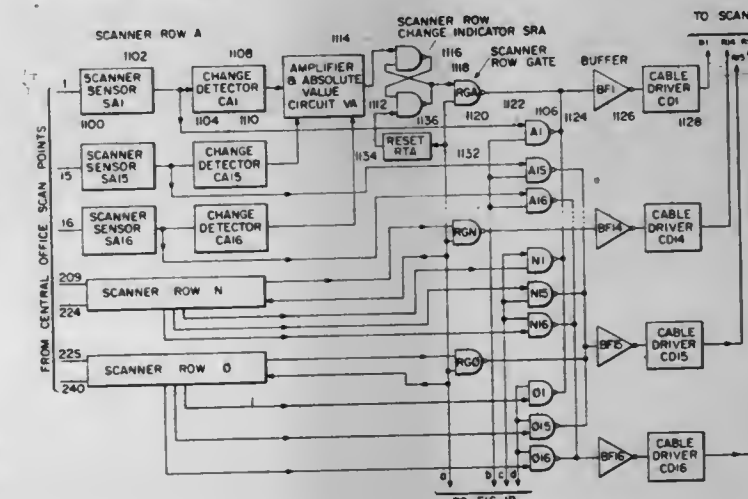 SCANNER ROW A
SCANNER ROW
CHANGE INDICATOR SRA
TO SCAN
1102
1108
1114
1116
1118
SCANNER
ROW
GATE
BUFFER
R1
R14
R15
1
SCANNER
SENSOR
SA1
CHANGE
DETECTOR
CA1
AMPLIFIER
& ABSOLUTE
VALUE
CIRCUIT VA
RGA
BF1
CABLE
DRIVER
CD1
1100
1104
1110
1112
1136
1120
1122
1106
1124
1126
1128
A1
RESET
RTA
1134
1132
15
SCANNER
SENSOR
SA15
CHANGE
DETECTOR
CA15
A15
16
SCANNER
SENSOR
SA16
CHANGE
DETECTOR
CA16
A16
RGN
BF14
CABLE
DRIVER
CD14
209
224
SCANNER ROW N
N1
N15
N16
225
240
SCANNER ROW O
RGO
BF15
CABLE
DRIVER
CD15
O1
O15
O16
BF16
CABLE
DRIVER
CD16
FROM CENTRAL OFFICE SCAN POINTS
a
b
c
d